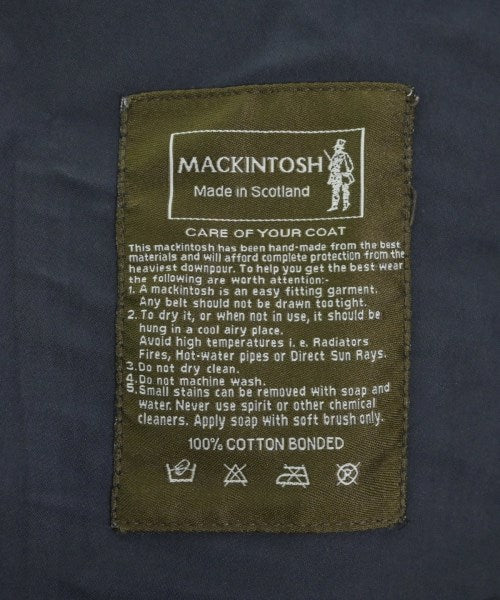 MACKINTOSH
Made in Scotland
CARE OF YOUR COAT
This mackintosh has been hand-made from the best
materials and will afford complete protection from the
heaviest downpour. To help you get the best wear
the following are worth attention:-
1. A mackintosh is an easy fitting garment.
Any belt should not be drawn too tight.
2. To dry it, or when not in use, it should be
hung in a cool airy place.
Avoid high temperatures i. e. Radiators
Fires, Hot-water pipes or Direct Sun Rays.
3. Do not dry clean.
4. Do not machine wash.
5. Small stains can be removed with soap and
water. Never use spirit or other chemical
cleaners. Apply soap with soft brush only.
100% COTTON BONDED